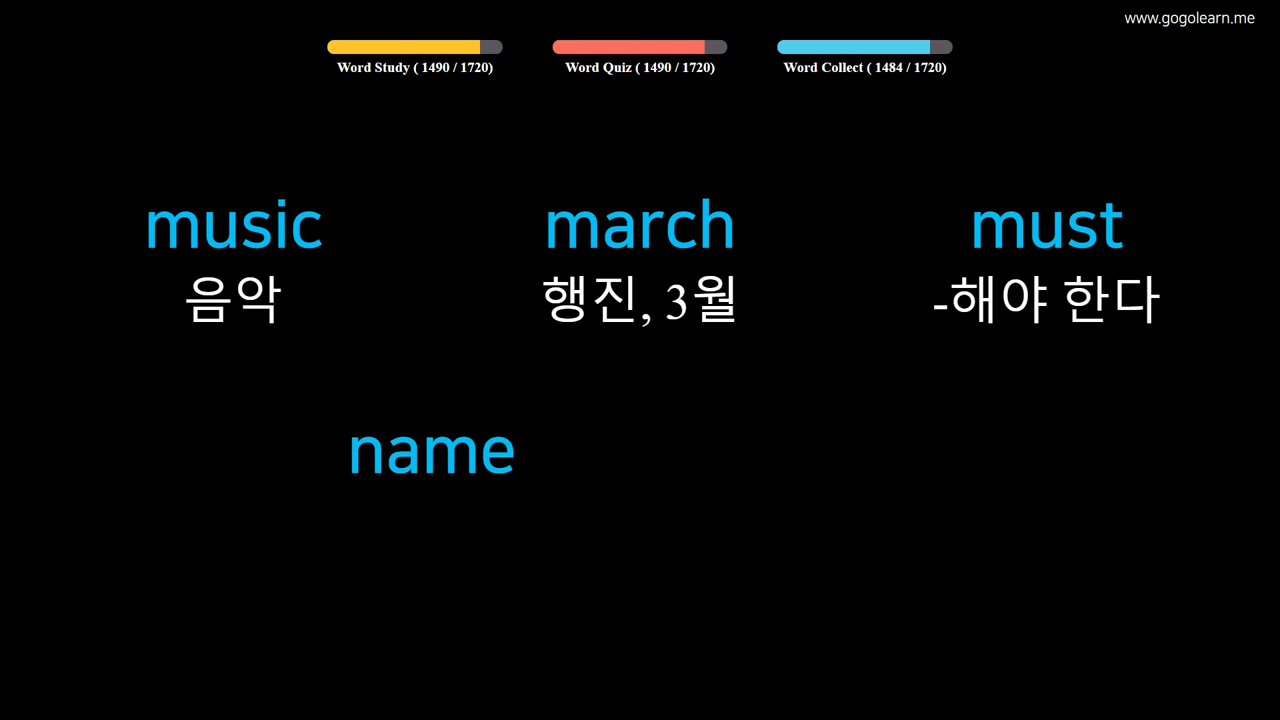 www.gogolearn.me
Word Study ( 1490 / 1720)
Word Quiz ( 1490 / 1720)
Word Collect ( 1484 / 1720)
music
march
must
음악
행진, 3월
-해야 한다
name